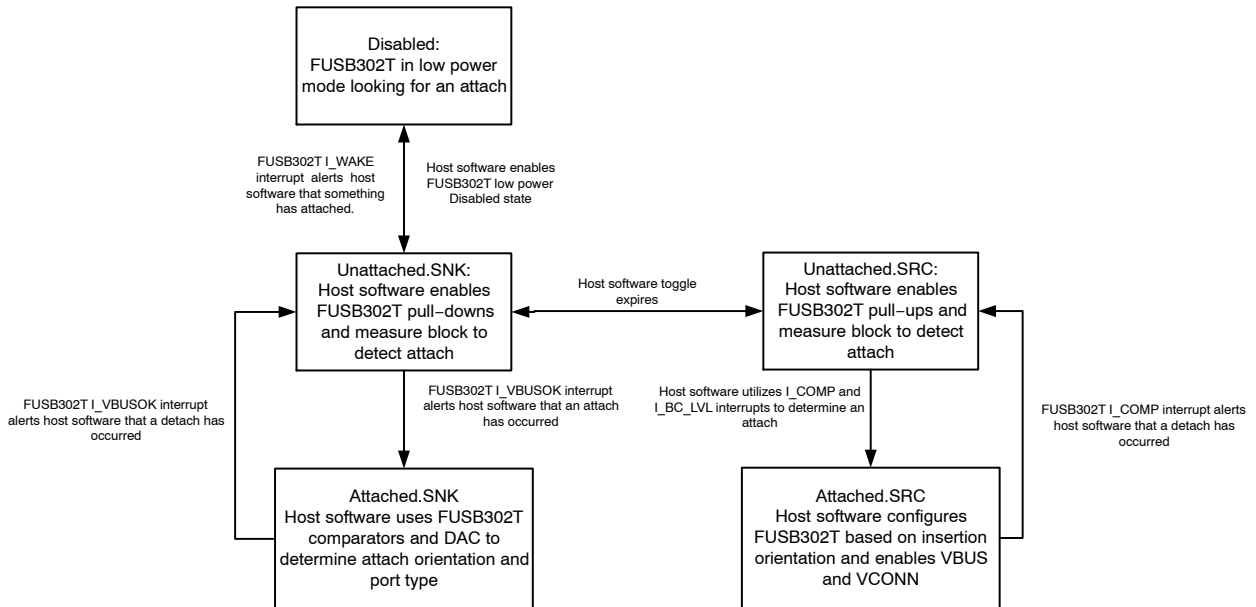 Disabled:
FUSB302T in low power
mode looking for an attach
FUSB302T I_WAKE
interrupt alerts host
software that something
has attached.
Host software enables
FUSB302T low power
Disabled state
Unattached.SNK:
Host software enables
FUSB302T pull−downs
and measure block to
detect attach
Host software toggle
expires
Unattached.SRC:
Host software enables
FUSB302T pull−ups and
measure block to detect
attach
FUSB302T I_VBUSOK interrupt
alerts host software that a detach has
occurred
FUSB302T I_VBUSOK interrupt
alerts host software that an attach
has occurred
Host software utilizes I_COMP and
I_BC_LVL interrupts to determine an
attach
FUSB302T I_COMP interrupt alerts
host software that a detach has
occurred
Attached.SNK
Host software uses FUSB302T
comparators and DAC to
determine attach orientation and
port type
Attached.SRC
Host software configures
FUSB302T based on insertion
orientation and enables VBUS
and VCONN